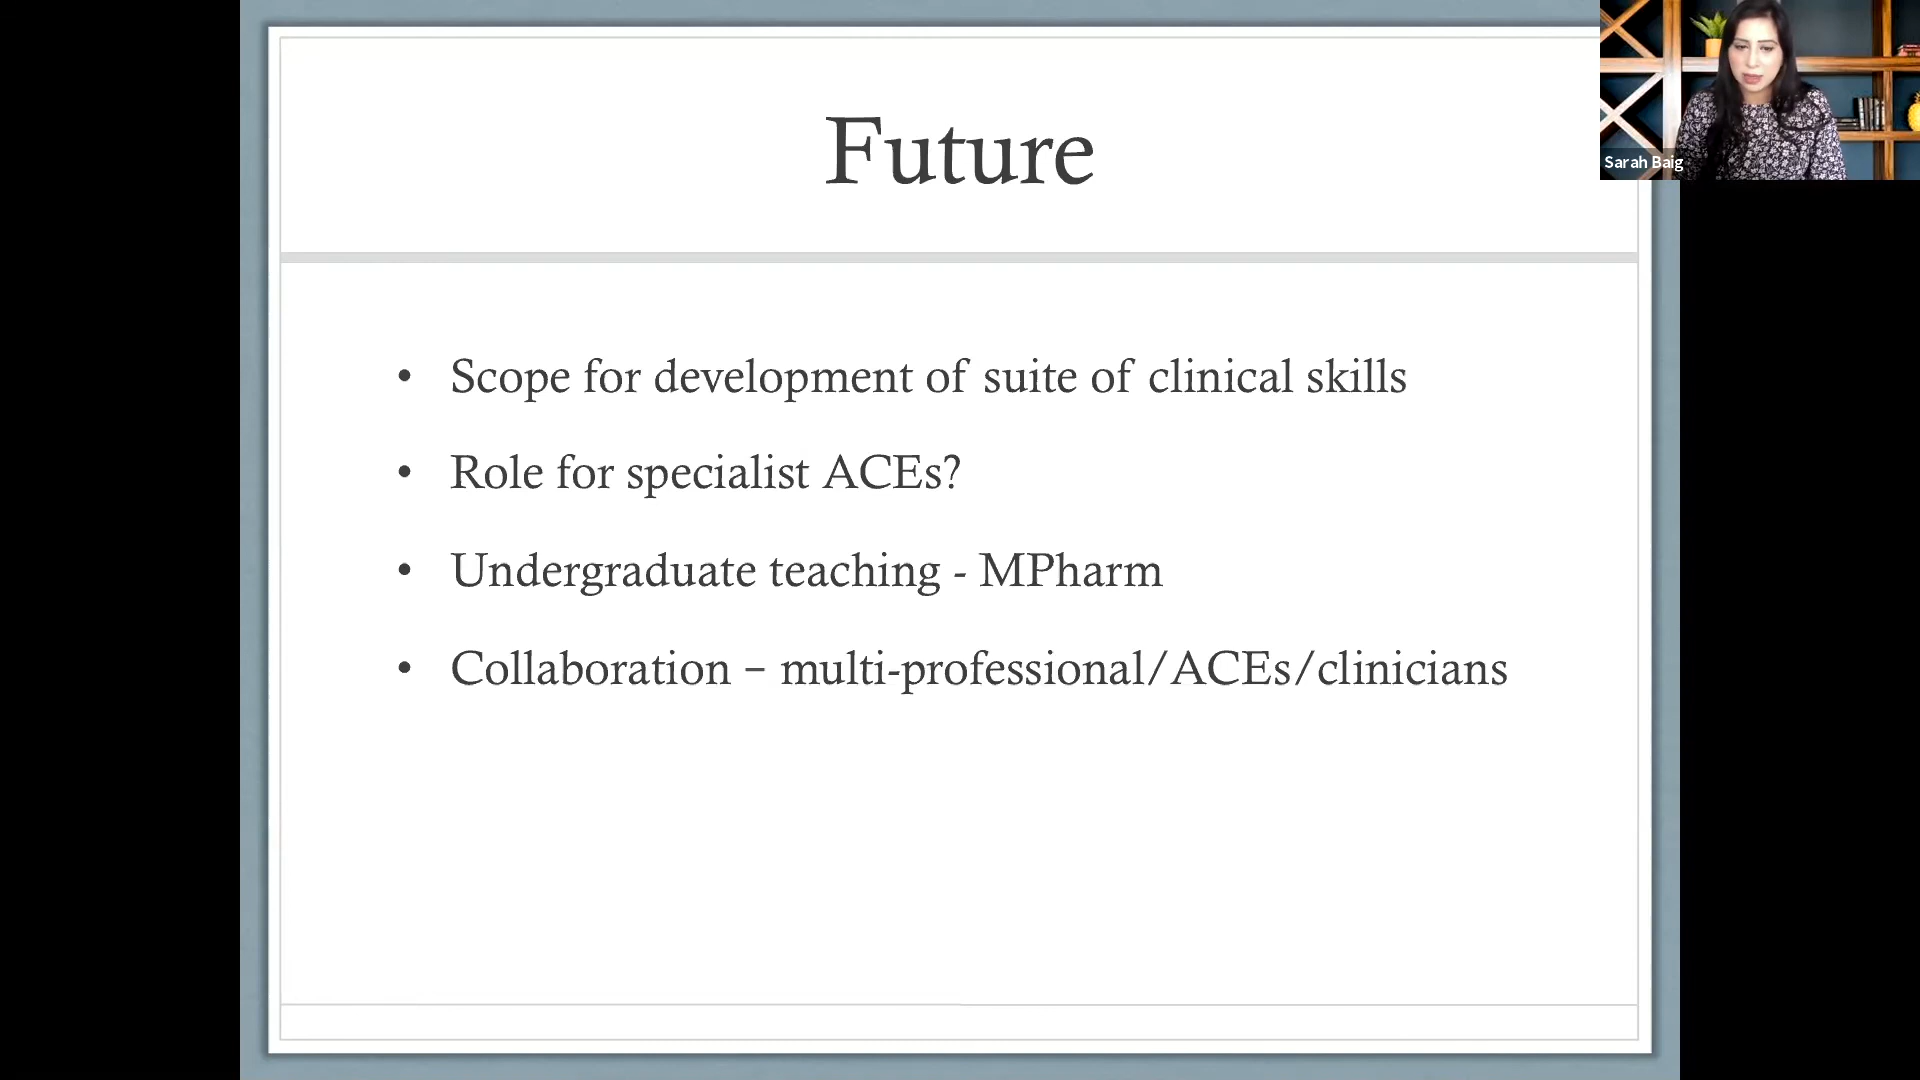 Future
• Scope for development of suite of clinical skills
• Role for specialist ACEs?
• Undergraduate teaching - MPharm
• Collaboration – multi-professional/ACEs/clinicians
Sarah Baig